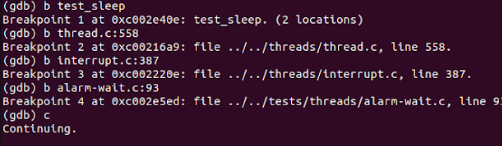 (gdb) b test_sleep
Breakpoint 1 at 0xc002e40e: test_sleep. (2 locations)
(gdb) b thread.c:558
Breakpoint 2 at 0xc00216a9: file ../../threads/thread.c, line 558.
(gdb) b interrupt.c:387
Breakpoint 3 at 0xc002220e: file ../../threads/interrupt.c, line 387.
(gdb) b alarm-wait.c:93
Breakpoint 4 at 0xc002e5ed: file ../../tests/threads/alarm-wait.c, line 9
(gdb) c
Continuing.